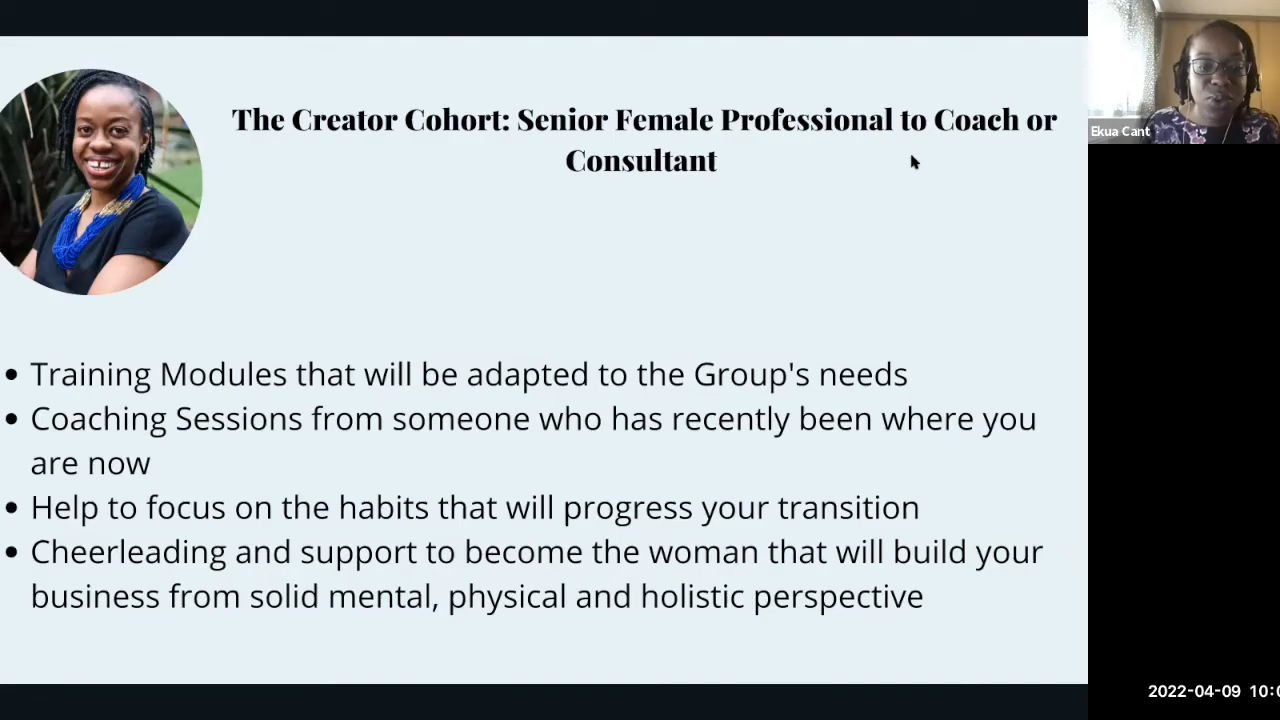 The Creator Cohort: Senior Female Professional to Coach or
Consultant
Ekua Cant
• Training Modules that will be adapted to the Group's needs
• Coaching Sessions from someone who has recently been where you
are now
• Help to focus on the habits that will progress your transition
• Cheerleading and support to become the woman that will build your
business from solid mental, physical and holistic perspective
2022-04-09 10:0